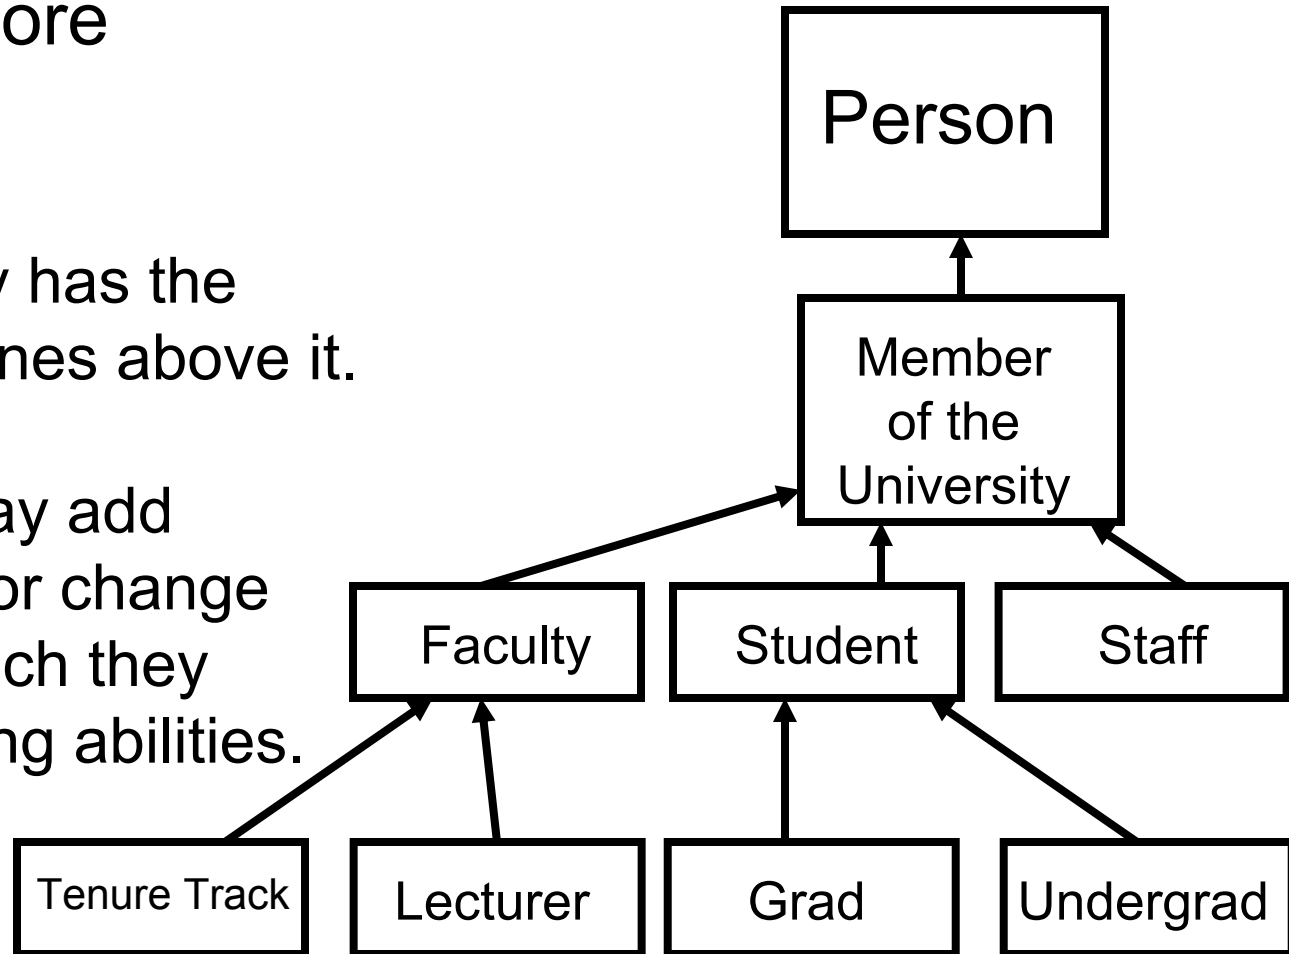 ore
Person
y has the
nes above it.
Member
of the
University
ay add
or change
ch they
ng abilities.
Faculty
Student
Staff
Tenure Track
Lecturer
Grad
Undergrad